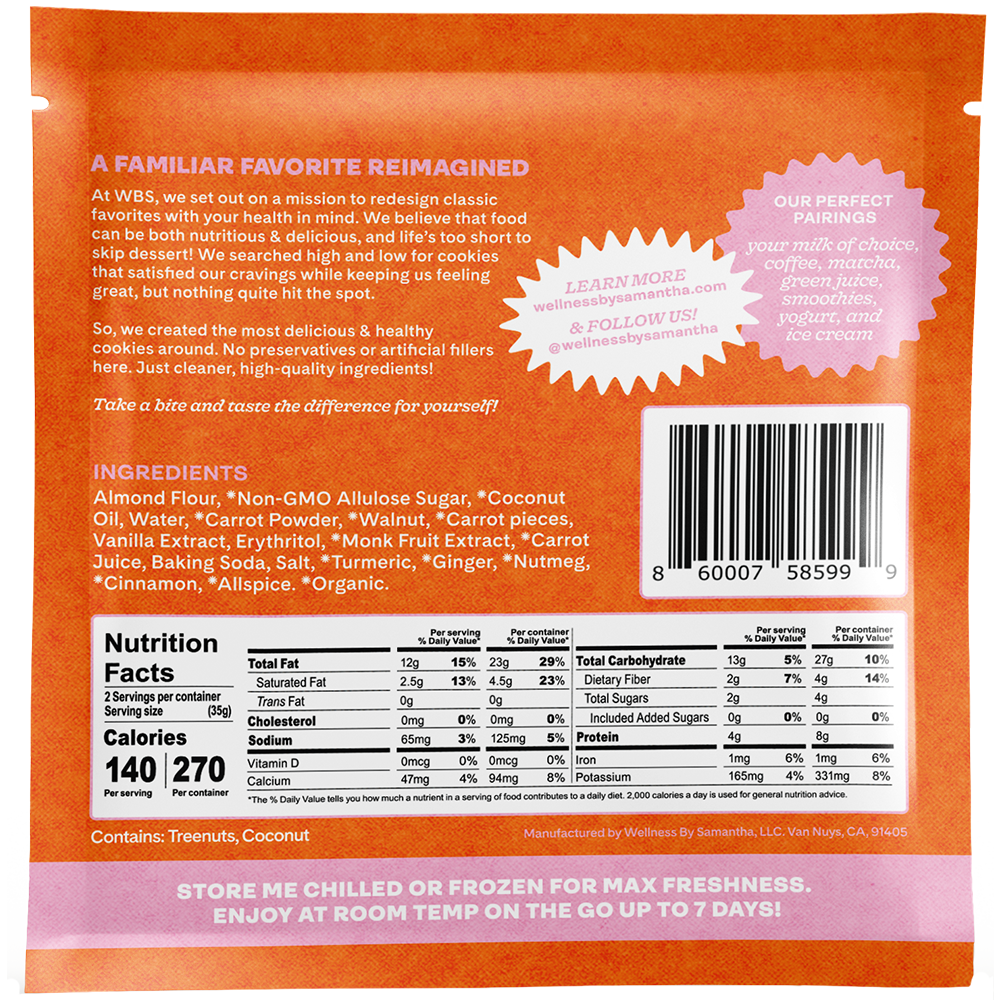 A FAMILIAR FAVORITE REIMAGINED
At WBS, we set out on a mission to redesign classic
favorites with your health in mind. We believe that food
can be both nutritious & delicious, and life's too short to
skip dessert! We searched high and low for cookies
that satisfied our cravings while keeping us feeling
great, but nothing quite hit the spot.
So, we created the most delicious & healthy
cookies around. No preservatives or artificial fillers
here. Just cleaner, high-quality ingredients!
Take a bite and taste the difference for yourself!
LEARN MORE
wellnessbysamantha.com
& FOLLOW US!
@wellnessbysamantha
OUR PERFECT
PAIRINGS
your milk of choice,
coffee, matcha,
green juice,
smoothies,
yogurt, and
ice cream
INGREDIENTS
Almond Flour, *Non-GMO Allulose Sugar, *Coconut
Oil, Water, *Carrot Powder, *Walnut, *Carrot pieces,
Vanilla Extract, Erythritol, *Monk Fruit Extract, *Carrot
Juice, Baking Soda, Salt, *Turmeric, *Ginger, *Nutmeg,
*Cinnamon, *Allspice. *Organic.
8 60007 58599 9
Nutrition
Facts
2 Servings per container
Serving size (35g)
Calories
140 270
Per serving Per container
Per serving Per container
% Daily Value* % Daily Value*
Total Fat 12g 15% 23g 29%
Saturated Fat 2.5g 13% 4.5g 23%
Trans Fat 0g 0g
Cholesterol 0mg 0% 0mg 0%
Sodium 65mg 3% 125mg 5%
Vitamin D 0mcg 0% 0mcg 0%
Calcium 47mg 4% 94mg 8%
Per serving Per container
% Daily Value* % Daily Value*
Total Carbohydrate 13g 5% 27g 10%
Dietary Fiber 2g 7% 4g 14%
Total Sugars 2g 4g
Included Added Sugars 0g 0% 0g 0%
Protein 4g 8g
Iron 1mg 6% 1mg 6%
Potassium 165mg 4% 331mg 8%
*The % Daily Value tells you how much a nutrient in a serving of food contributes to a daily diet. 2,000 calories a day is used for general nutrition advice.
Contains: Treenuts, Coconut
Manufactured by Wellness By Samantha, LLC. Van Nuys, CA, 91405
STORE ME CHILLED OR FROZEN FOR MAX FRESHNESS.
ENJOY AT ROOM TEMP ON THE GO UP TO 7 DAYS!